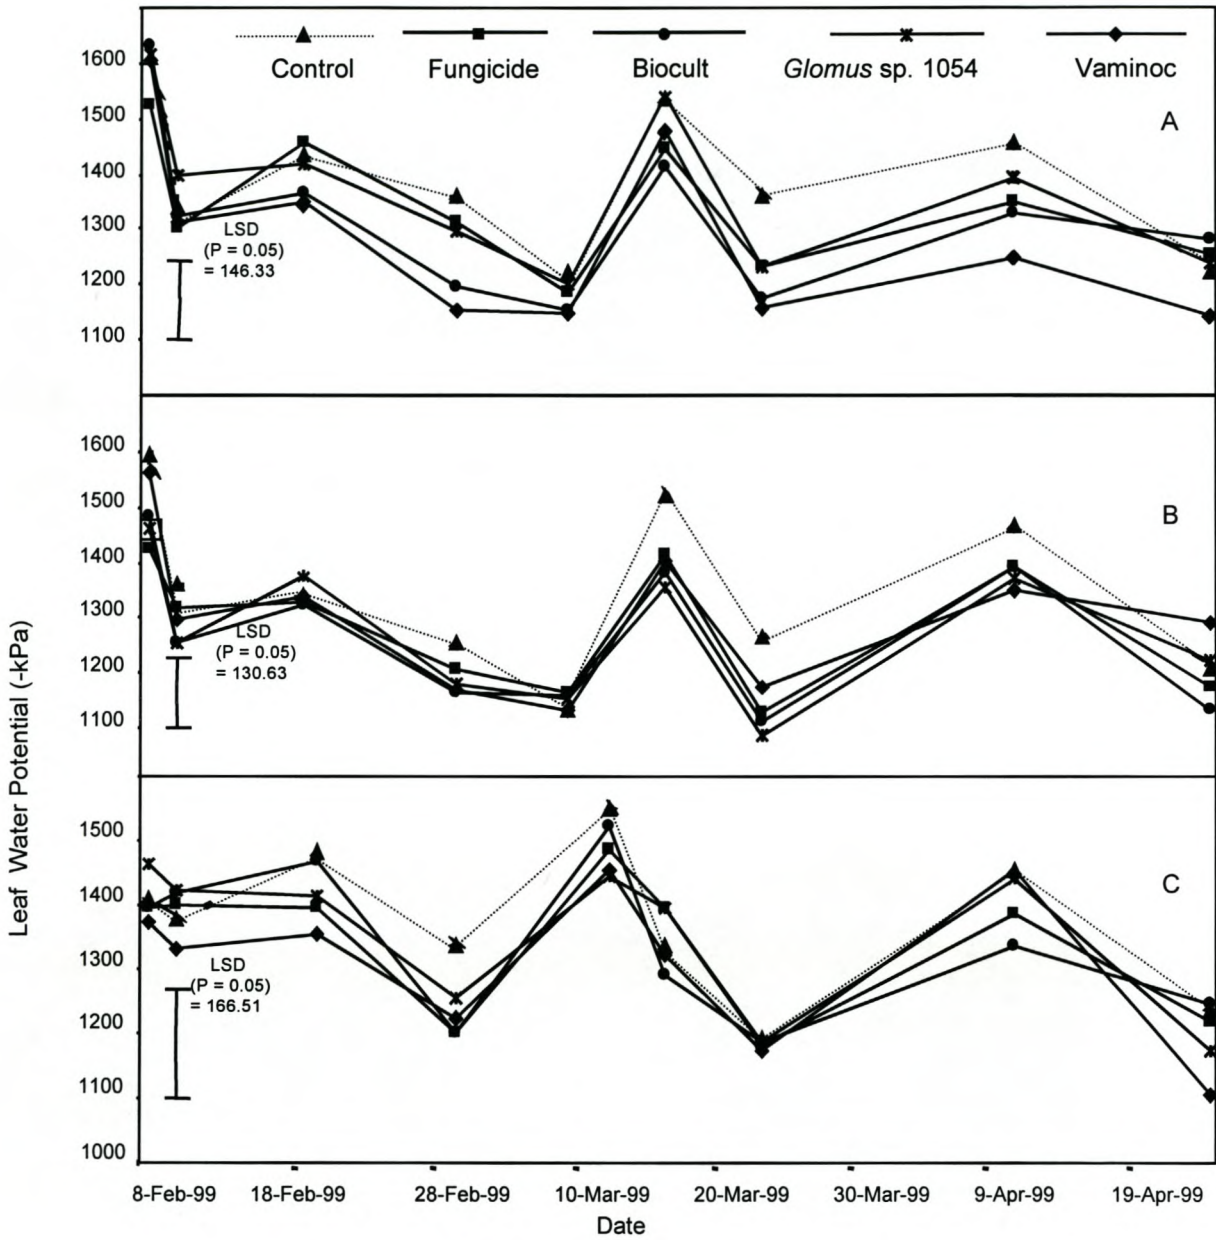 Control Fungicide Biocult Glomus sp. 1054 Vaminoc
1600
1500
A
1400
1300
LSD
(P = 0.05)
= 146.33
1200
1100
1600
1500
B
1400
1300
LSD
(P = 0.05)
= 130.63
1200
1100
Leaf Water Potential (-kPa)
1500
1400
C
1300
LSD
(P = 0.05)
= 166.51
1200
1100
1000
8-Feb-99 18-Feb-99 28-Feb-99 10-Mar-99 20-Mar-99 30-Mar-99 9-Apr-99 19-Apr-99
Date